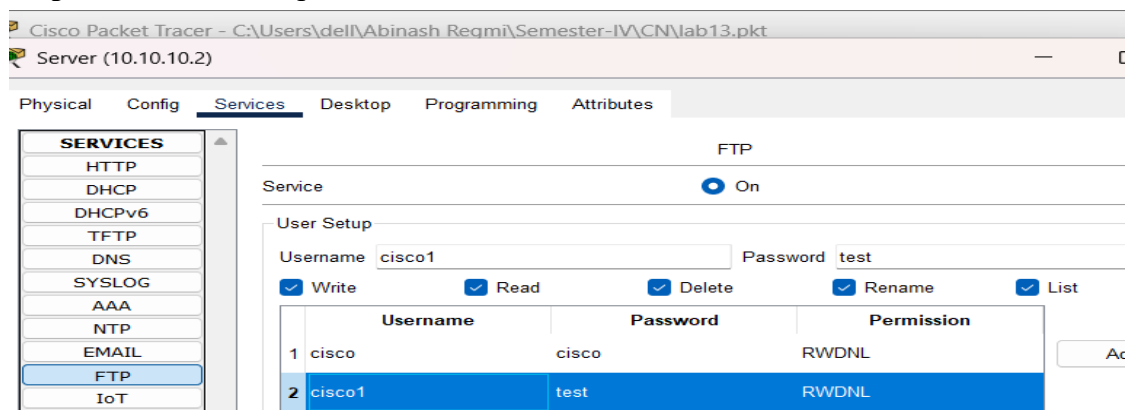 Cisco Packet Tracer - C:\Users\dell\Abinash Regmi\Semester-IV\CN\lab13.pkt
Server (10.10.10.2)
Physical Config Services Desktop Programming Attributes
SERVICES
HTTP
DHCP
DHCPv6
TFTP
DNS
SYSLOG
AAA
NTP
EMAIL
FTP
IoT
FTP
Service On
User Setup
Username cisco1 Password test
Write Read Delete Rename List
Username Password Permission
1 cisco cisco RWDNL
2 cisco1 test RWDNL